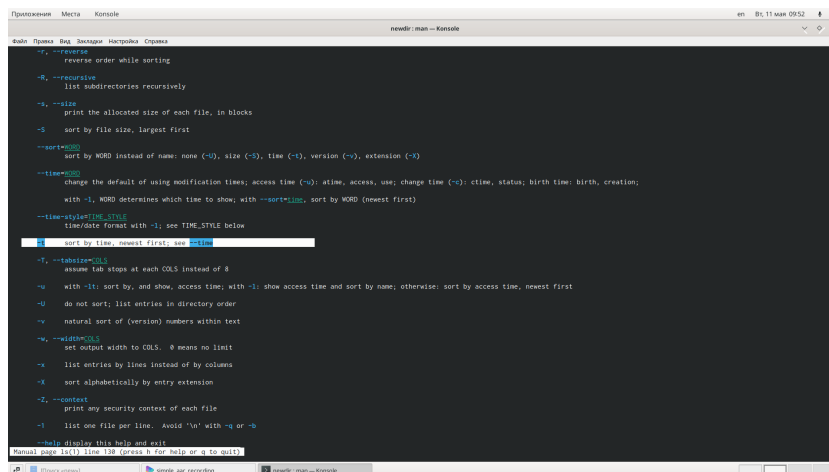 Приложения Места Konsole en Вт, 11 мая 09:52
newdir : man — Konsole
Файл Правка Вид Закладки Настройка Справка
-r, --reverse
reverse order while sorting
-R, --recursive
list subdirectories recursively
-s, --size
print the allocated size of each file, in blocks
-S sort by file size, largest first
--sort=WORD
sort by WORD instead of name: none (-U), size (-S), time (-t), version (-v), extension (-X)
--time=WORD
change the default of using modification times; access time (-u): atime, access, use; change time (-c): ctime, status; birth time: birth, creation;
with -l, WORD determines which time to show; with --sort=time, sort by WORD (newest first)
--time-style=TIME_STYLE
time/date format with -l; see TIME_STYLE below
-t sort by time, newest first; see --time
-T, --tabsize=COLS
assume tab stops at each COLS instead of 8
-u with -lt: sort by, and show, access time; with -l: show access time and sort by name; otherwise: sort by access time, newest first
-U do not sort; list entries in directory order
-v natural sort of (version) numbers within text
-w, --width=COLS
set output width to COLS. 0 means no limit
-x list entries by lines instead of by columns
-X sort alphabetically by entry extension
-Z, --context
print any security context of each file
-1 list one file per line. Avoid '\n' with -q or -b
--help display this help and exit
Manual page ls(1) line 130 (press h for help or q to quit)
simple_aac_recording newdir : man — Konsole